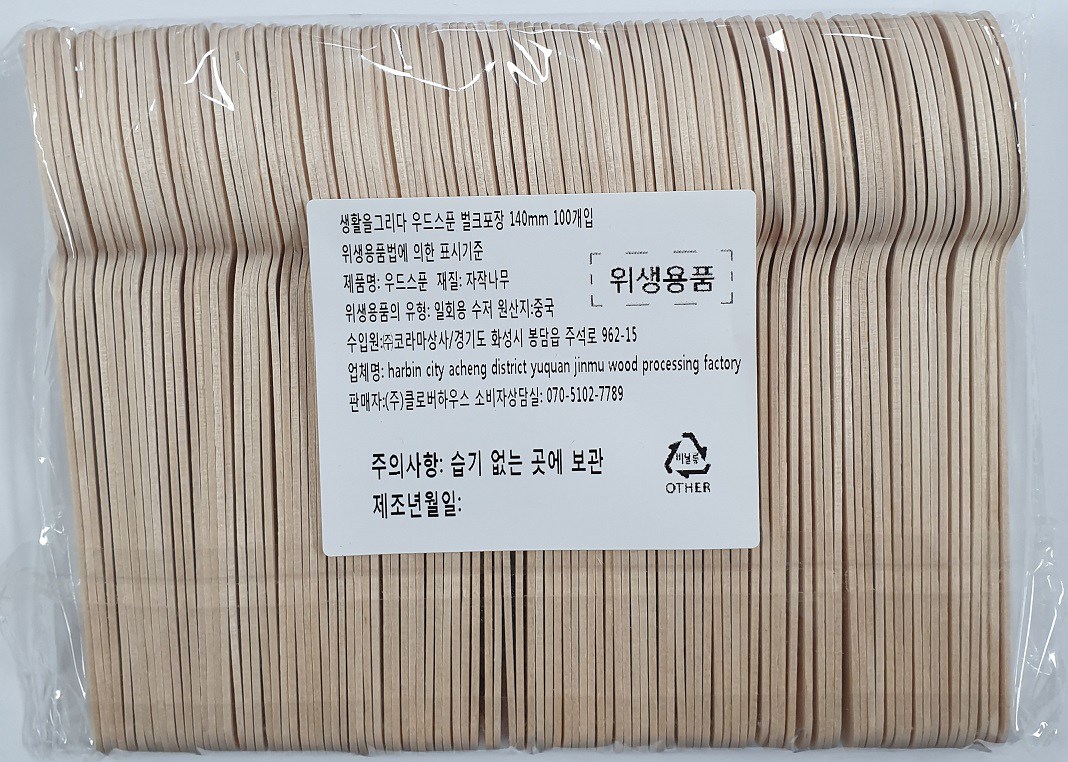 생활을그리다 우드스푼 벌크포장 140mm 100개입
위생용품법에 의한 표시기준
제품명: 우드스푼 재질: 자작나무
위생용품의 유형: 일회용 수저 원산지:중국
위생용품
수입원:㈜코라마상사/경기도 화성시 봉담읍 주석로 962-15
업체명: harbin city acheng district yuquan jinmu wood processing factory
판매자:(주)클로버하우스 소비자상담실: 070-5102-7789
주의사항: 습기 없는 곳에 보관
제조년월일:
비닐류
OTHER